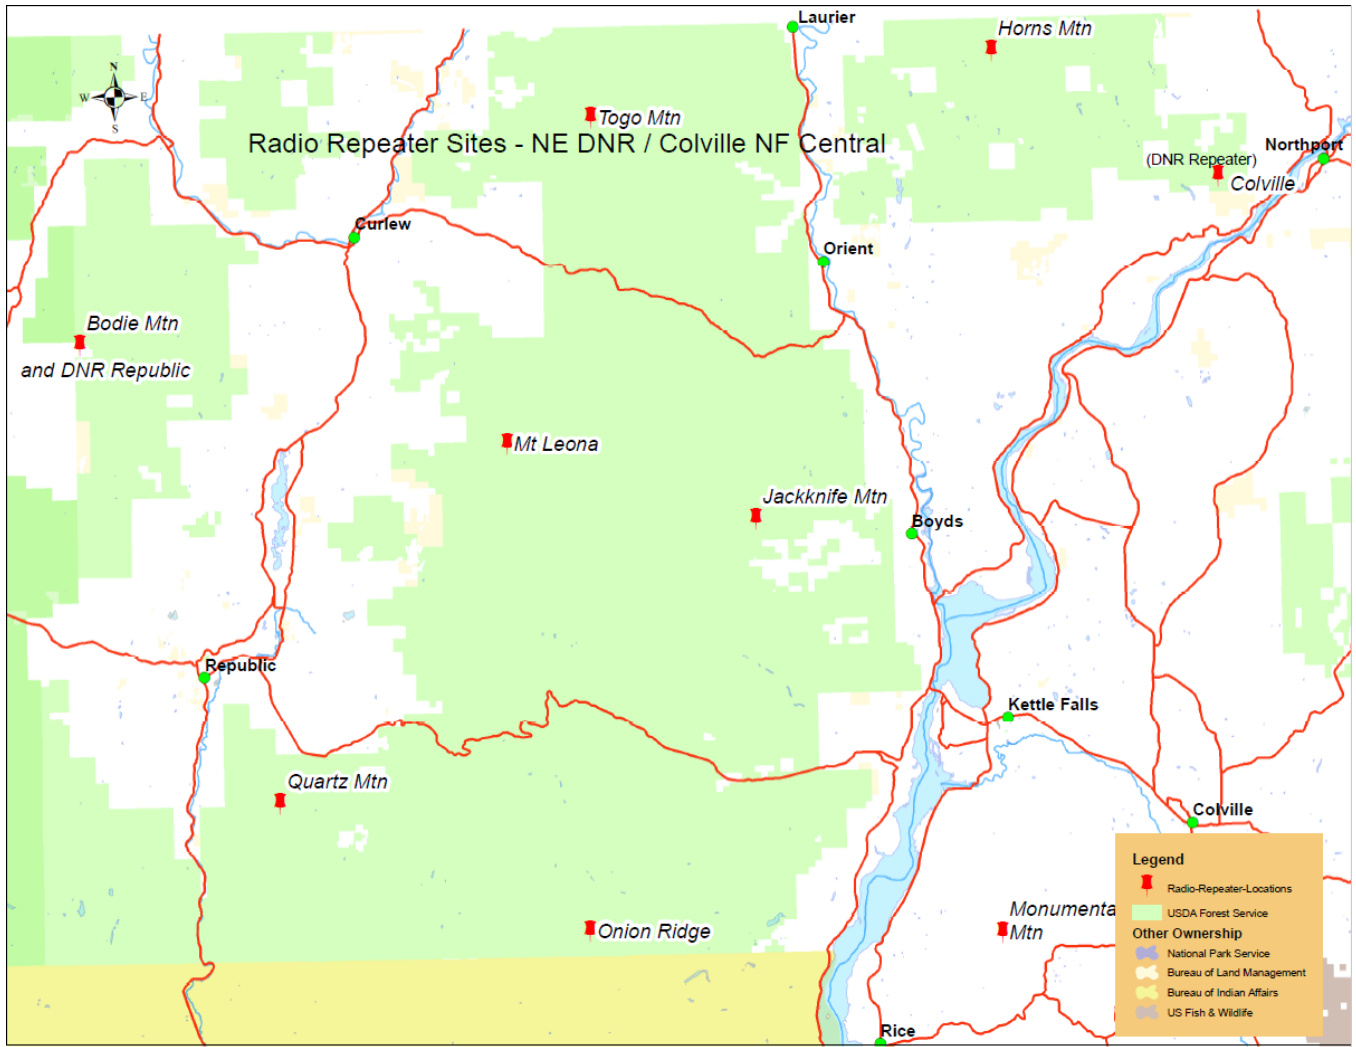 Laurier
Horns Mtn
N
W E
S
Togo Mtn
Radio Repeater Sites - NE DNR / Colville NF Central
Northport
(DNR Repeater)
Colville
Curlew
Orient
Bodie Mtn
and DNR Republic
Mt Leona
Jackknife Mtn
Boyds
Republic
Kettle Falls
Quartz Mtn
Colville
Onion Ridge
Monumenta
Mtn
Rice
Legend
Radio-Repeater-Locations
USDA Forest Service
Other Ownership
National Park Service
Bureau of Land Management
Bureau of Indian Affairs
US Fish & Wildlife